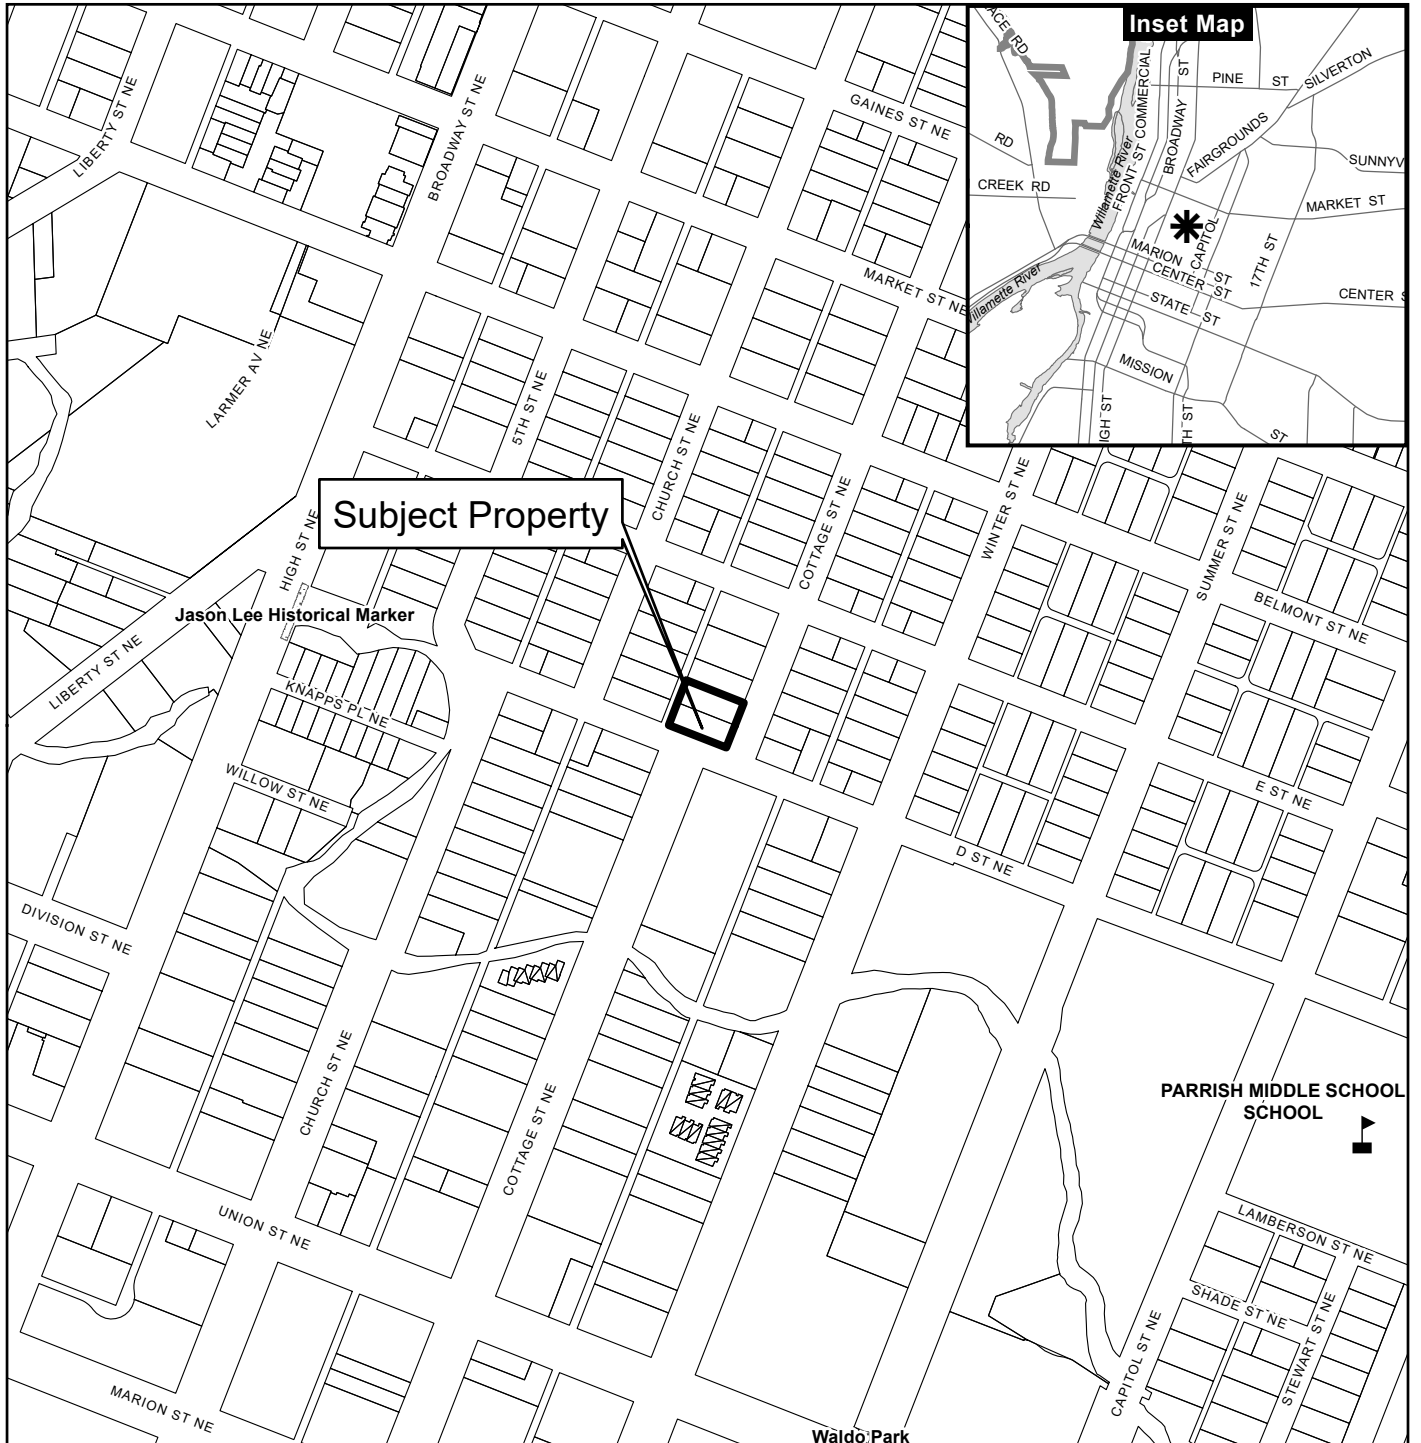 Inset Map
PINE ST
SILVERTON
FRONT ST
COMMERCIAL
BROADWAY ST
FAIRGROUNDS
RD
CREEK RD
SUNNYV
MARKET ST
Willamette River
CAPITOL
17TH ST
MARION ST
CENTER ST
CENTER
STATE ST
MISSION ST
LIBERTY ST NE
BROADWAY ST NE
GAINES ST NE
MARKET ST NE
LARMER AV NE
5TH ST NE
CHURCH ST NE
COTTAGE ST NE
WINTER ST NE
SUMMER ST NE
BELMONT ST NE
Subject Property
HIGH ST NE
Jason Lee Historical Marker
LIBERTY ST NE
KNAPPS PL NE
WILLOW ST NE
E ST NE
D ST NE
DIVISION ST NE
CHURCH ST NE
COTTAGE ST NE
PARRISH MIDDLE SCHOOL
SCHOOL
UNION ST NE
LAMBERSON ST NE
SHADE ST NE
STEWART ST NE
CAPITOL ST NE
MARION ST NE
Waldo Park